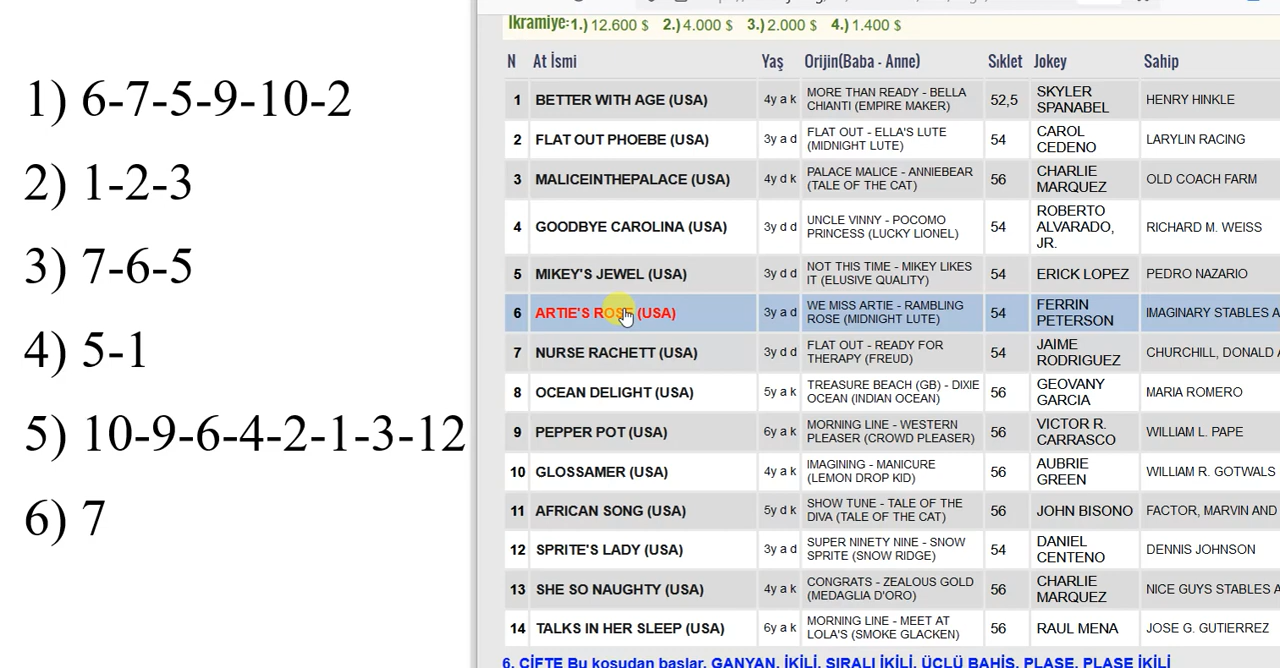 1) 6-7-5-9-10-2
2) 1-2-3
3) 7-6-5
4) 5-1
5) 10-9-6-4-2-1-3-12
6) 7
İkramiye:1.) 12.600 $ 2.) 4.000 $ 3.) 2.000 $ 4.) 1.400 $
N At İsmi Yaş Orijin(Baba - Anne) Sıklet Jokey Sahip
1 BETTER WITH AGE (USA) 4y a k MORE THAN READY - BELLA CHIANTI (EMPIRE MAKER) 52,5 SKYLER SPANABEL HENRY HINKLE
2 FLAT OUT PHOEBE (USA) 3y a d FLAT OUT - ELLA'S LUTE (MIDNIGHT LUTE) 54 CAROL CEDENO LARYLIN RACING
3 MALICEINTHEPALACE (USA) 4y d k PALACE MALICE - ANNIEBEAR (TALE OF THE CAT) 56 CHARLIE MARQUEZ OLD COACH FARM
4 GOODBYE CAROLINA (USA) 3y d d UNCLE VINNY - POCOMO PRINCESS (LUCKY LIONEL) 54 ROBERTO ALVARADO, JR. RICHARD M. WEISS
5 MIKEY'S JEWEL (USA) 3y d d NOT THIS TIME - MIKEY LIKES IT (ELUSIVE QUALITY) 54 ERICK LOPEZ PEDRO NAZARIO
6 ARTIE'S ROSE (USA) 3y a d WE MISS ARTIE - RAMBLING ROSE (MIDNIGHT LUTE) 54 FERRIN PETERSON IMAGINARY STABLES A
7 NURSE RACHETT (USA) 3y d d FLAT OUT - READY FOR THERAPY (FREUD) 54 JAIME RODRIGUEZ CHURCHILL, DONALD A
8 OCEAN DELIGHT (USA) 5y a k TREASURE BEACH (GB) - DIXIE OCEAN (INDIAN OCEAN) 56 GEOVANY GARCIA MARIA ROMERO
9 PEPPER POT (USA) 6y a k MORNING LINE - WESTERN PLEASER (CROWD PLEASER) 56 VICTOR R. CARRASCO WILLIAM L. PAPE
10 GLOSSAMER (USA) 4y a k IMAGINING - MANICURE (LEMON DROP KID) 56 AUBRIE GREEN WILLIAM R. GOTWALS
11 AFRICAN SONG (USA) 5y d k SHOW TUNE - TALE OF THE DIVA (TALE OF THE CAT) 56 JOHN BISONO FACTOR, MARVIN AND
12 SPRITE'S LADY (USA) 3y a d SUPER NINETY NINE - SNOW SPRITE (SNOW RIDGE) 54 DANIEL CENTENO DENNIS JOHNSON
13 SHE SO NAUGHTY (USA) 4y a k CONGRATS - ZEALOUS GOLD (MEDAGLIA D'ORO) 56 CHARLIE MARQUEZ NICE GUYS STABLES A
14 TALKS IN HER SLEEP (USA) 6y a k MORNING LINE - MEET AT LOLA'S (SMOKE GLACKEN) 56 RAUL MENA JOSE G. GUTIERREZ
6. ÇİFTE Bu koşudan başlar, GANYAN, İKİLİ, SIRALI İKİLİ, ÜÇLÜ BAHİS, PLASE, PLASE İKİLİ